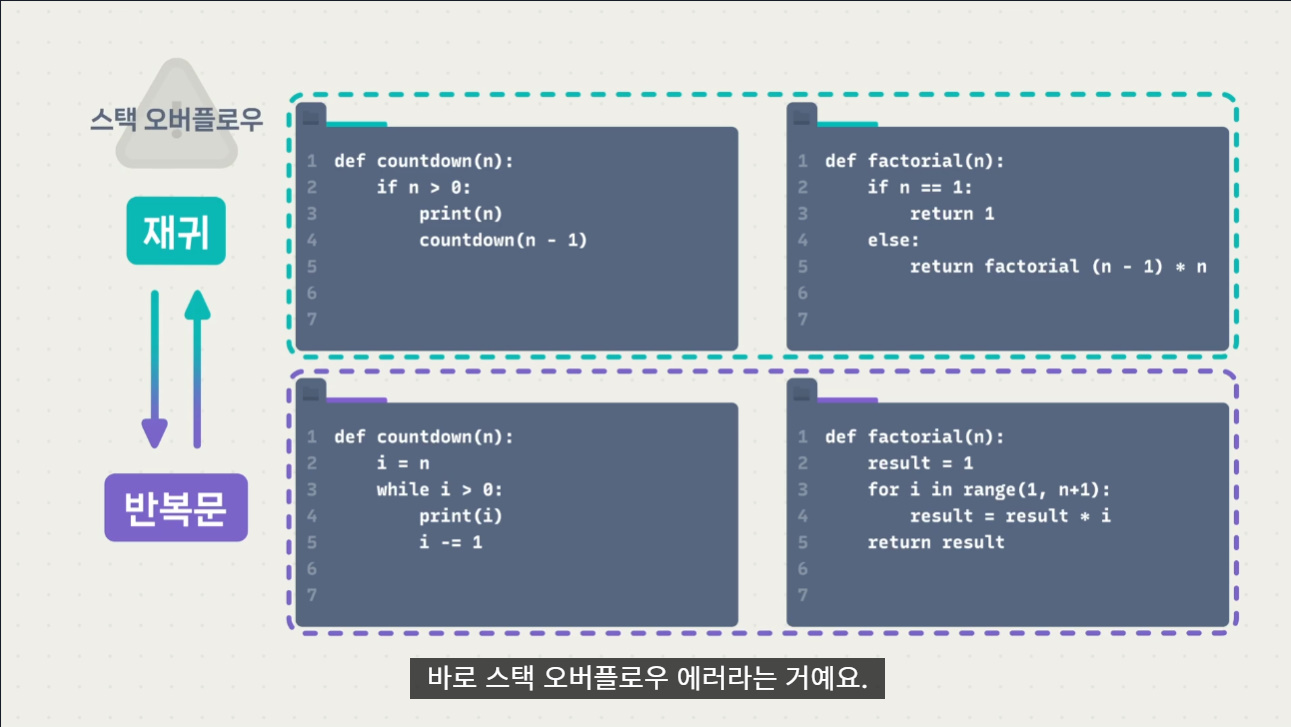 스택 오버플로우
재귀
반복문
1 def countdown(n):
2     if n > 0:
3         print(n)
4         countdown(n - 1)
5
6
7
1 def factorial(n):
2     if n == 1:
3         return 1
4     else:
5         return factorial (n - 1) * n
6
7
1 def countdown(n):
2     i = n
3     while i > 0:
4         print(i)
5         i -= 1
6
7
1 def factorial(n):
2     result = 1
3     for i in range(1, n+1):
4         result = result * i
5     return result
6
7
바로 스택 오버플로우 에러라는 거예요.